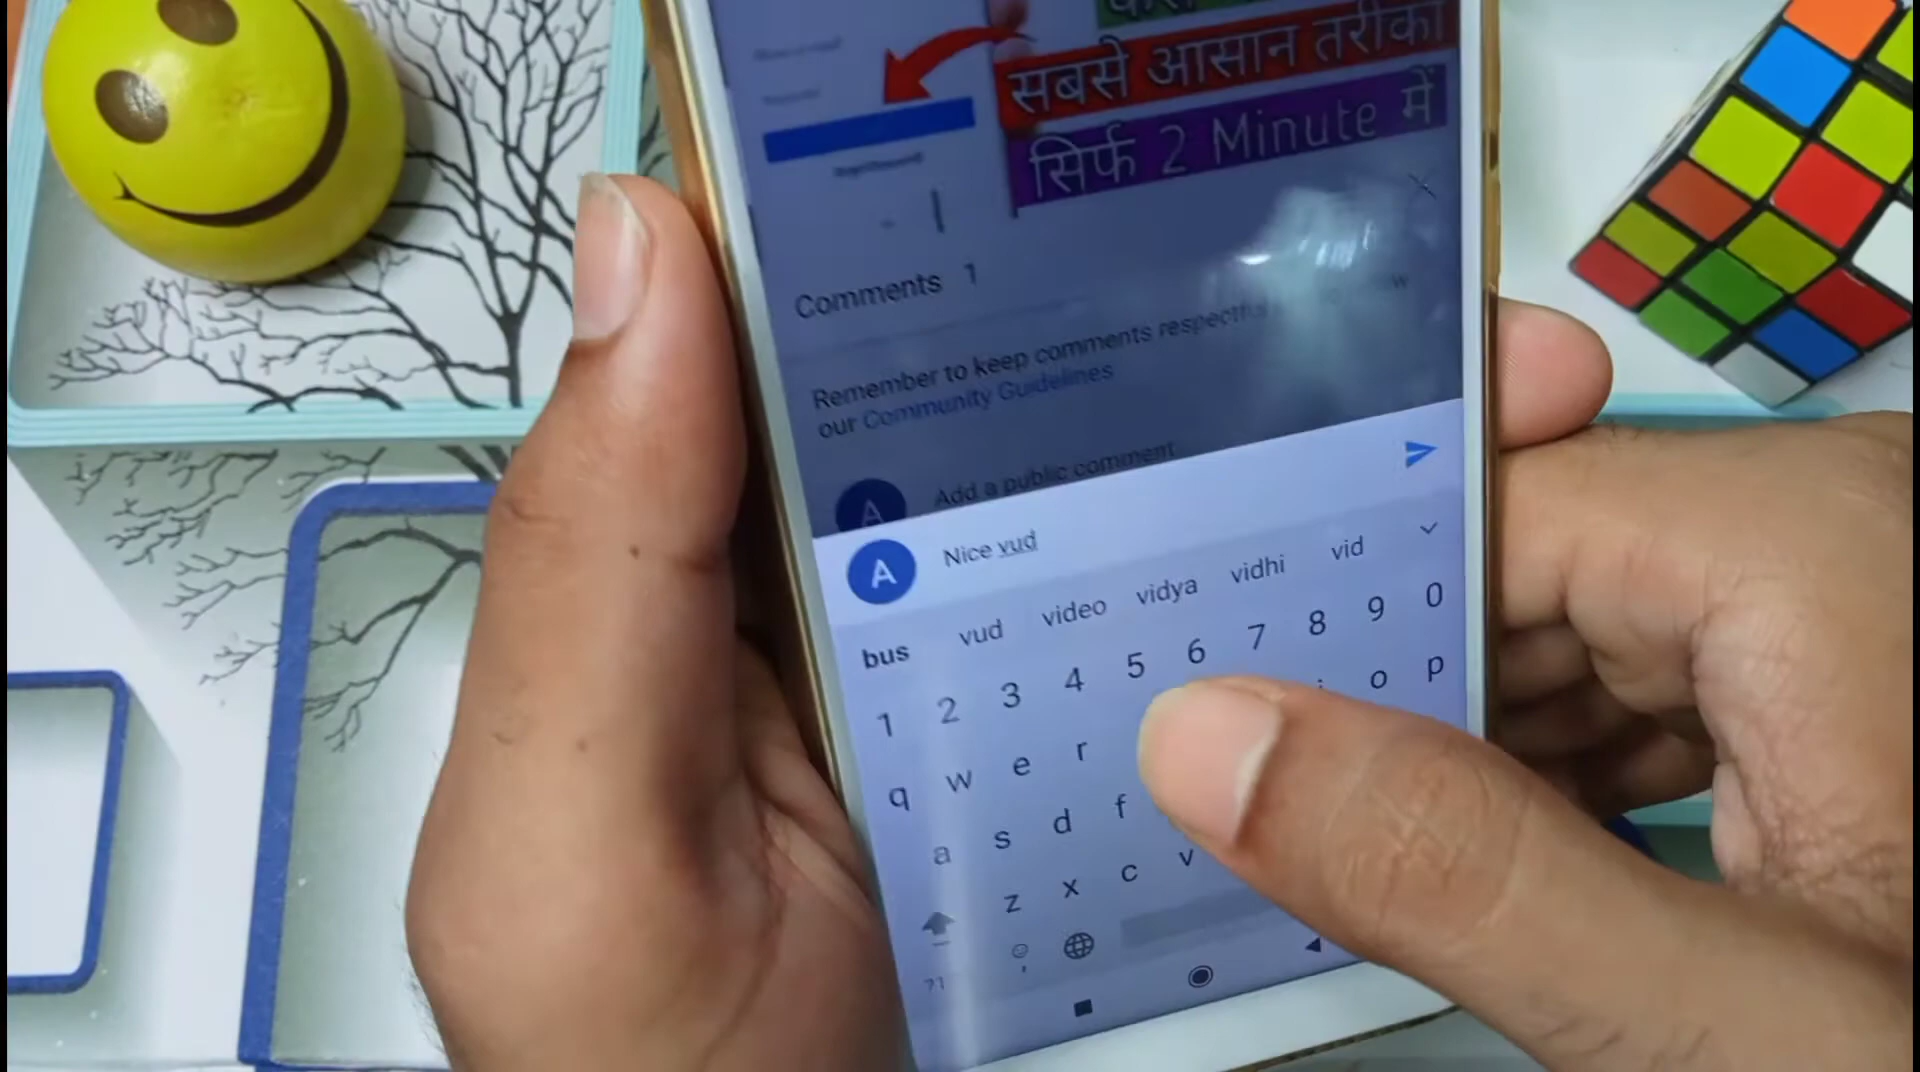 सबसे आसान तरीका
सिर्फ 2 Minute में
Comments 1
Remember to keep comments
our Community Guidelines
A Add a public comment
A Nice vud
bus vud video vidya vidhi vid
1 2 3 4 5 6 7 8 9 0
q w e r o p
a s d f
z x c v
?1